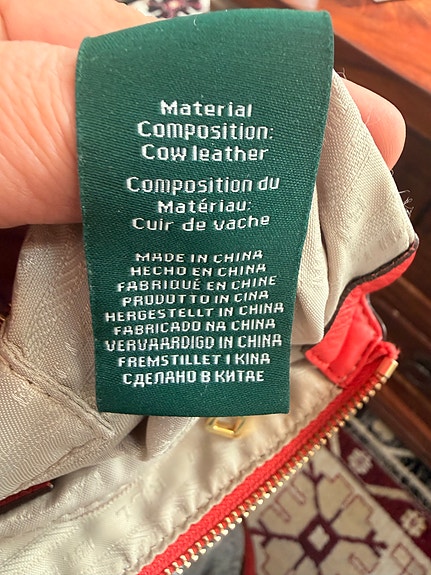 Material
Composition:
Cow leather
Composition du
Matériau:
Cuir de vache
MADE IN CHINA
HECHO EN CHINA
FABRIQUÉ EN CHINE
PRODUTTO IN CINA
HERGESTELLT IN CHINA
FABRICADO NA CHINA
VERVAARDIGD IN CHINA
FREMSTILLET I KINA
СДЕЛАНО В КИТАЕ